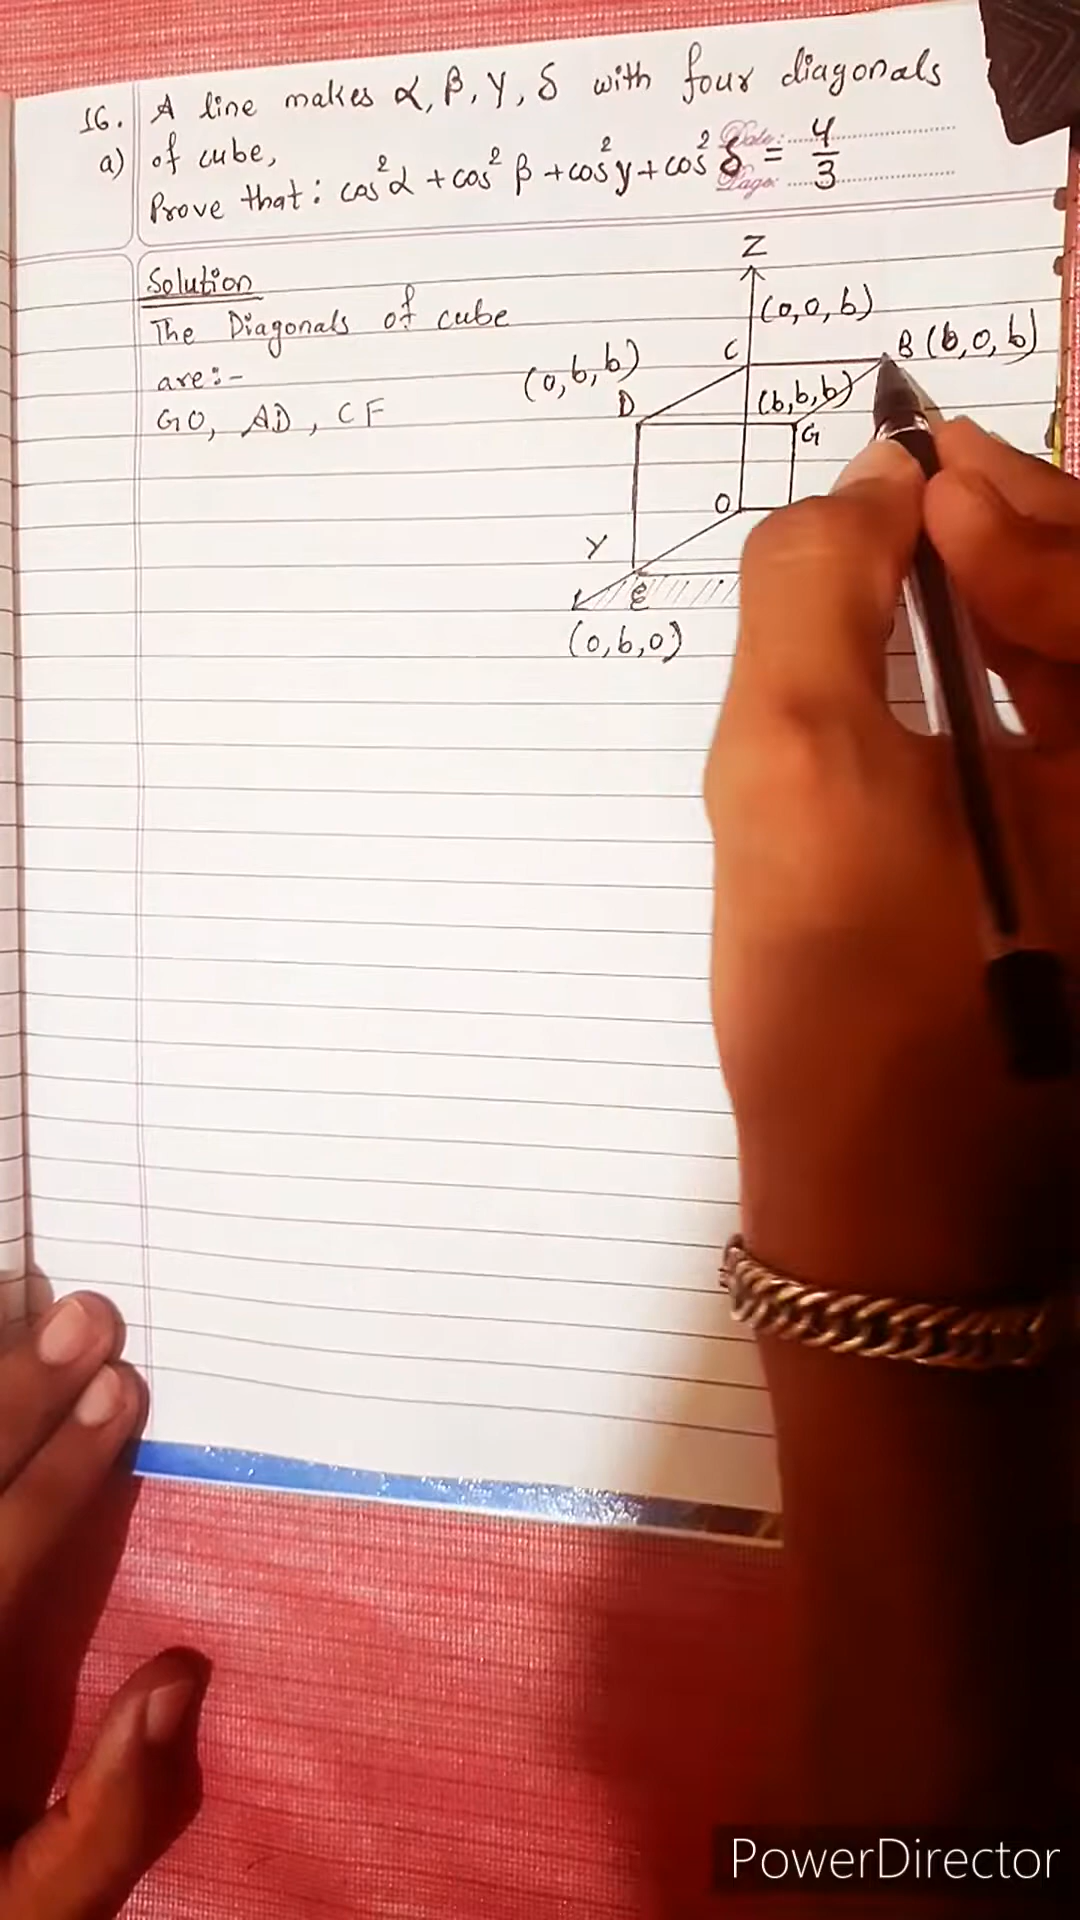 16. A line makes α, β, γ, δ with four diagonals
a) of cube,
Prove that : cos²α + cos²β + cos²γ + cos²δ = 4/3
Date:
Page:
Solution
The Diagonals of cube
are:-
GO, AD, CF
Z
(0,0,b)
C
B (b,0,b)
(0,b,b)
D
(b,b,b)
G
O
Y
E
(0,b,0)
PowerDirector